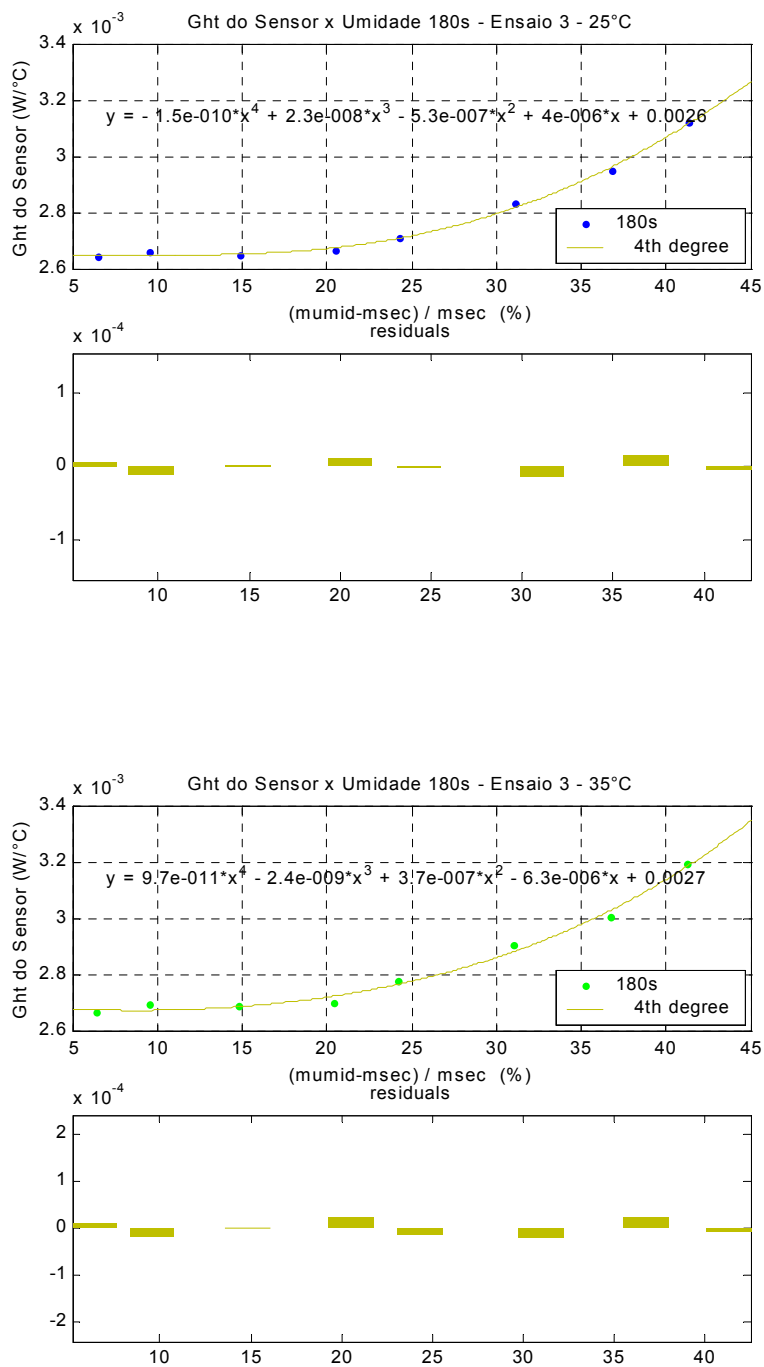 x 10^-3
Ght do Sensor x Umidade 180s - Ensaio 3 - 25°C
Ght do Sensor (W/°C)
3.4
3.2
3
2.8
2.6
y = - 1.5e-010*x^4 + 2.3e-008*x^3 - 5.3e-007*x^2 + 4e-006*x + 0.0026
180s
4th degree
5 10 15 20 25 30 35 40 45
(mumid-msec) / msec (%)
x 10^-4
residuals
1
0
-1
10 15 20 25 30 35 40
x 10^-3
Ght do Sensor x Umidade 180s - Ensaio 3 - 35°C
Ght do Sensor (W/°C)
3.4
3.2
3
2.8
2.6
y = 9.7e-011*x^4 - 2.4e-009*x^3 + 3.7e-007*x^2 - 6.3e-006*x + 0.0027
180s
4th degree
5 10 15 20 25 30 35 40 45
(mumid-msec) / msec (%)
x 10^-4
residuals
2
1
0
-1
-2
10 15 20 25 30 35 40